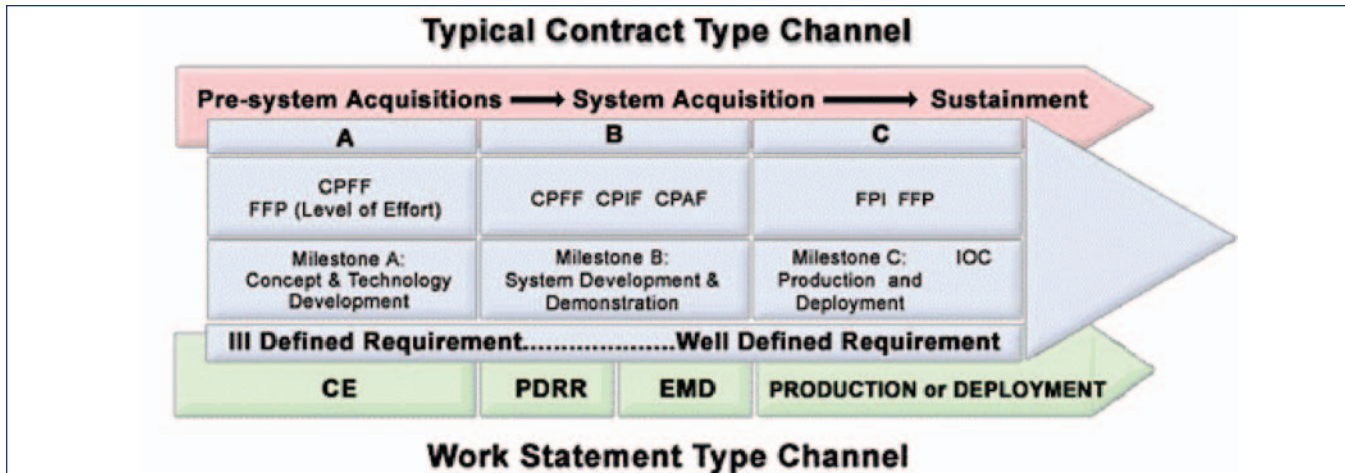 Typical Contract Type Channel
Pre-system Acquisitions → System Acquisition → Sustainment
A B C
CPFF
FFP (Level of Effort)
CPFF CPIF CPAF
FPI FFP
Milestone A:
Concept & Technology
Development
Milestone B:
System Development &
Demonstration
Milestone C: IOC
Production and
Deployment
III Defined Requirement.....................Well Defined Requirement
CE PDRR EMD PRODUCTION or DEPLOYMENT
Work Statement Type Channel